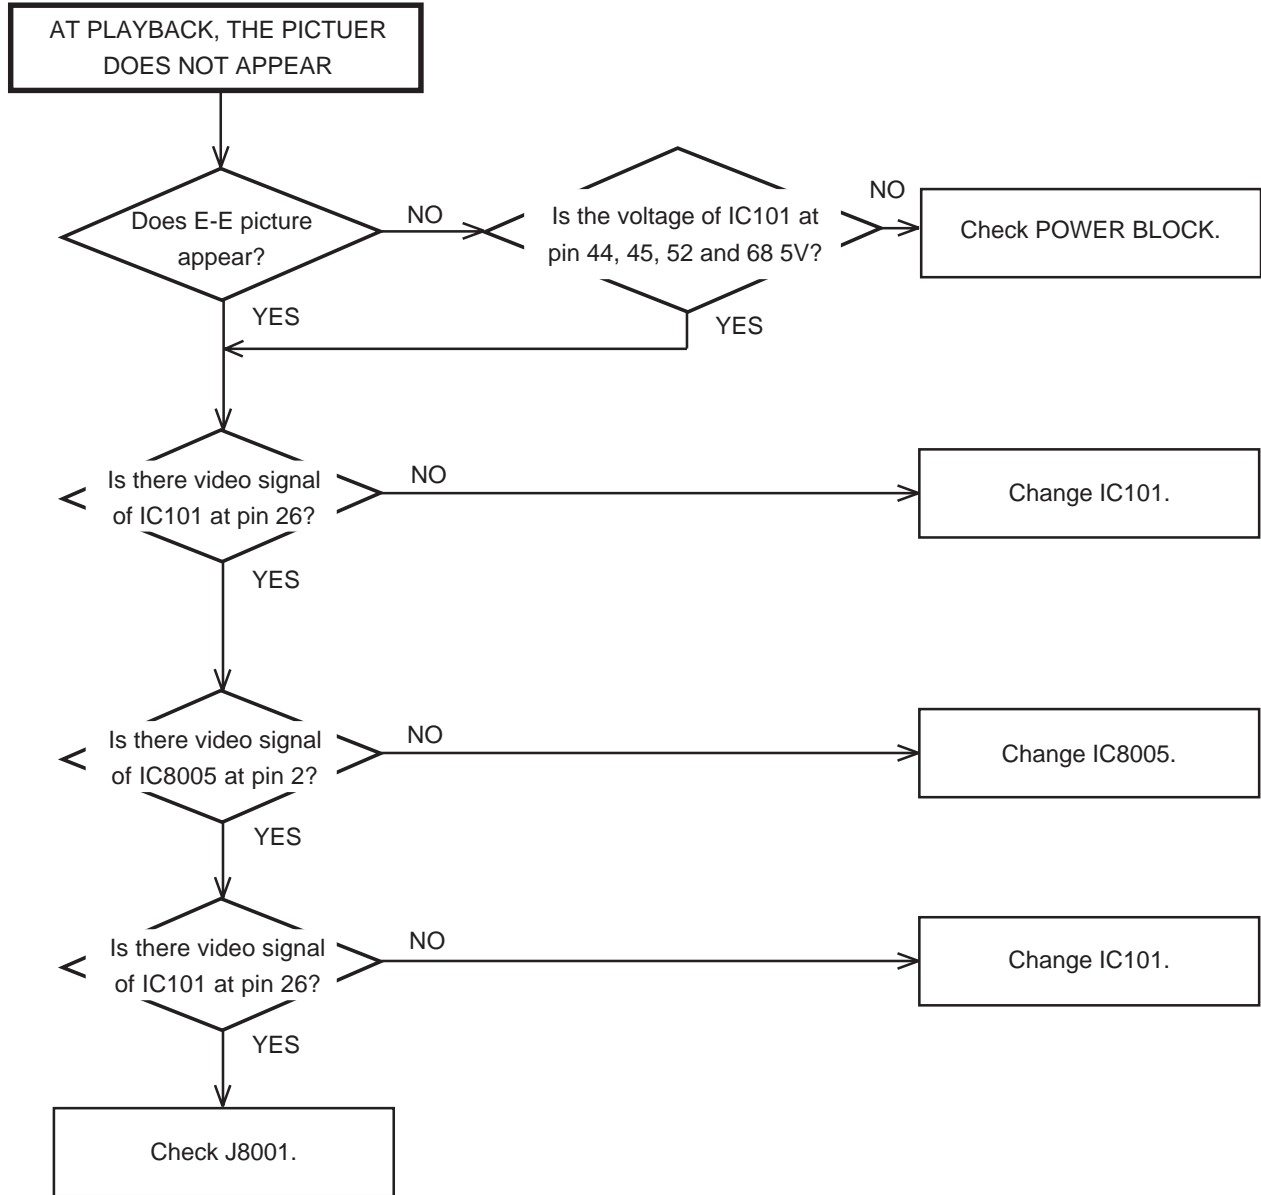 AT PLAYBACK, THE PICTUER
DOES NOT APPEAR
Does E-E picture
appear?
NO
Is the voltage of IC101 at
pin 44, 45, 52 and 68 5V?
NO
Check POWER BLOCK.
YES
YES
Is there video signal
of IC101 at pin 26?
NO
Change IC101.
YES
Is there video signal
of IC8005 at pin 2?
NO
Change IC8005.
YES
Is there video signal
of IC101 at pin 26?
NO
Change IC101.
YES
Check J8001.